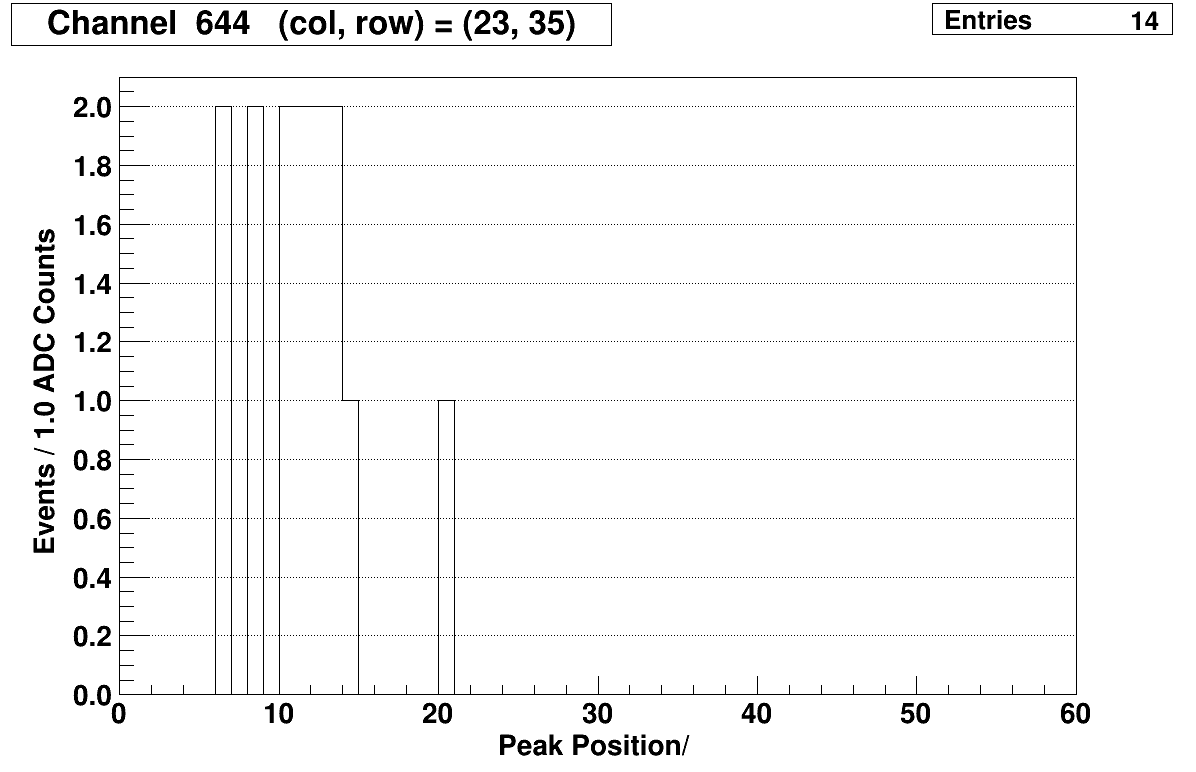 Channel  644   (col, row) = (23, 35)
Entries 14
2.0
1.8
1.6
1.4
1.2
1.0
0.8
0.6
0.4
0.2
0.0
Events / 1.0 ADC Counts
0 10 20 30 40 50 60
Peak Position/